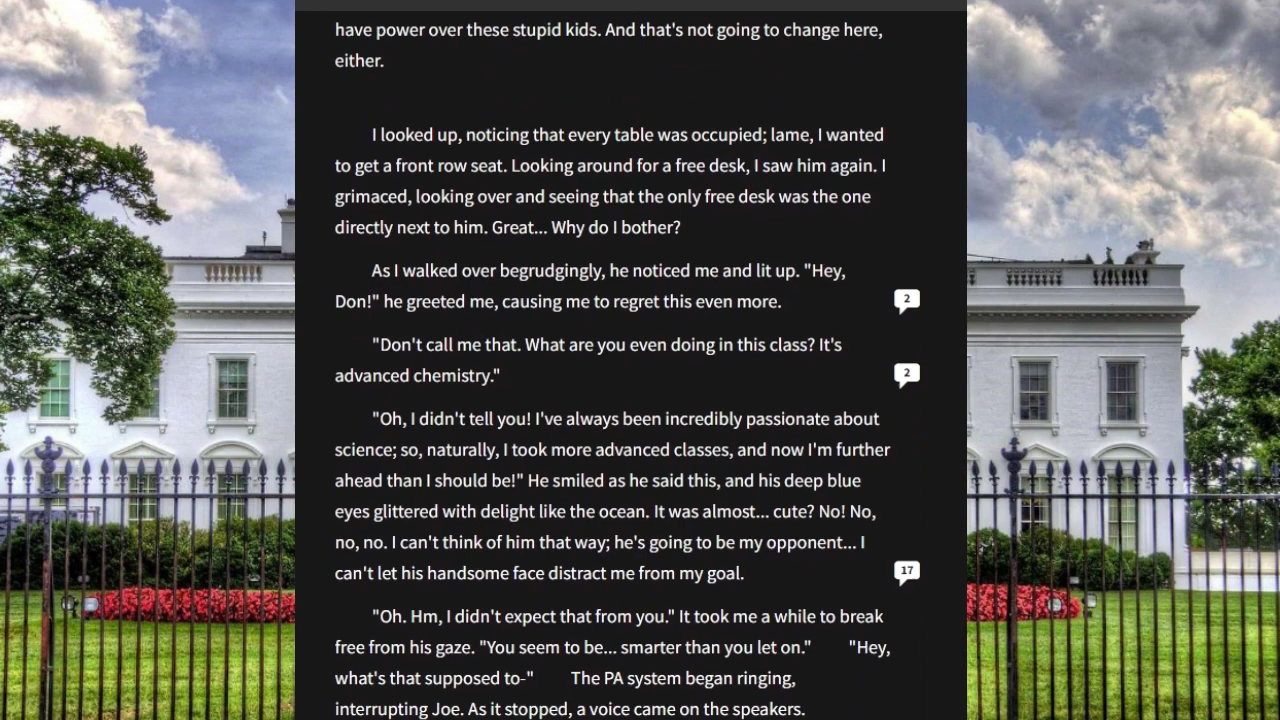 have power over these stupid kids. And that's not going to change here,
either.
I looked up, noticing that every table was occupied; lame, I wanted
to get a front row seat. Looking around for a free desk, I saw him again. I
grimaced, looking over and seeing that the only free desk was the one
directly next to him. Great... Why do I bother?
As I walked over begrudgingly, he noticed me and lit up. "Hey,
Don!" he greeted me, causing me to regret this even more.
2
"Don't call me that. What are you even doing in this class? It's
advanced chemistry."
2
"Oh, I didn't tell you! I've always been incredibly passionate about
science; so, naturally, I took more advanced classes, and now I'm further
ahead than I should be!" He smiled as he said this, and his deep blue
eyes glittered with delight like the ocean. It was almost... cute? No! No,
no, no. I can't think of him that way; he's going to be my opponent... I
can't let his handsome face distract me from my goal.
17
"Oh. Hm, I didn't expect that from you." It took me a while to break
free from his gaze. "You seem to be... smarter than you let on." "Hey,
what's that supposed to-" The PA system began ringing,
interrupting Joe. As it stopped, a voice came on the speakers.